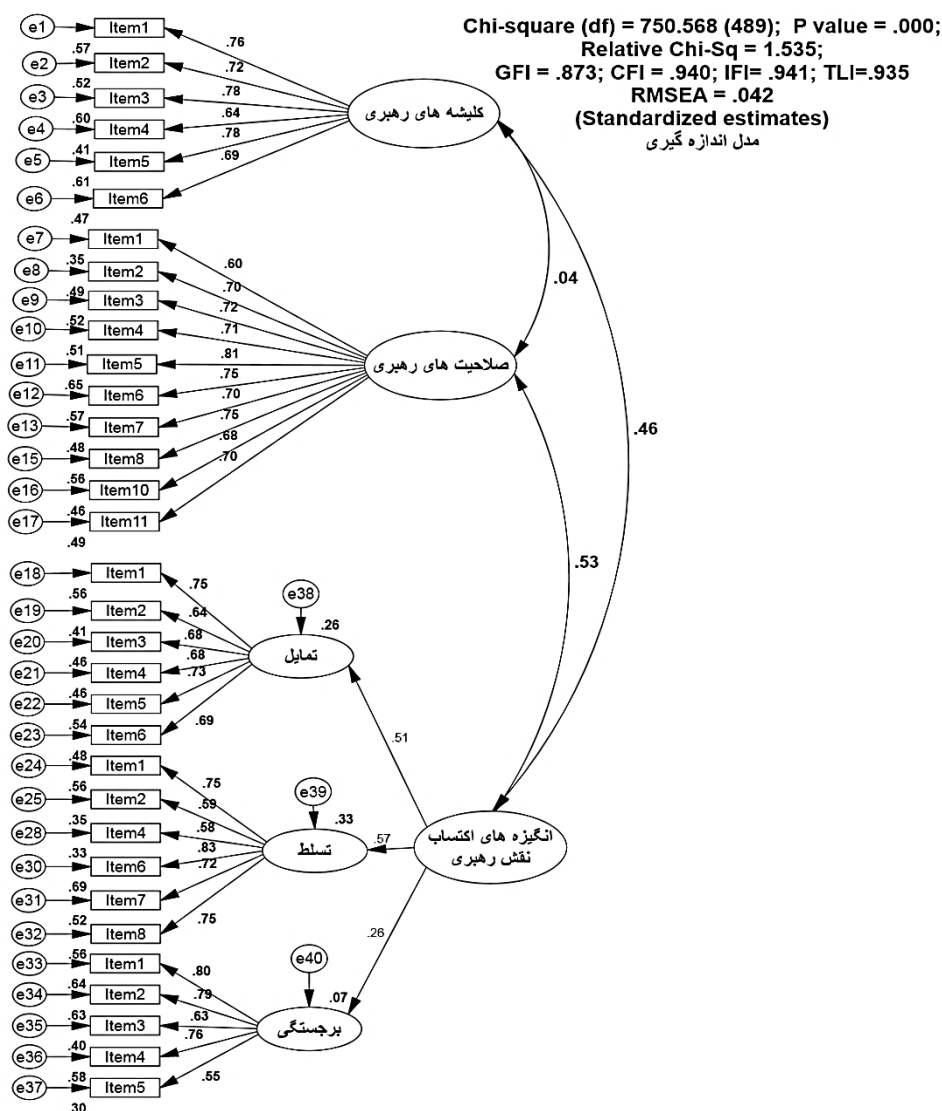 Chi-square (df) = 750.568 (489); P value = .000;
Relative Chi-Sq = 1.535;
GFI = .873; CFI = .940; IFI= .941; TLI=.935
RMSEA = .042
(Standardized estimates)
مدل اندازه گیری
e1 Item1 .76
.57
e2 Item2 .72
.52
e3 Item3 .78
.60
e4 Item4 .64
.41
e5 Item5 .78
.61
e6 Item6 .69
.47
کلیشه های رهبری
e7 Item1 .60
.35
e8 Item2 .70
.49
e9 Item3 .72
.52
e10 Item4 .71
.51
e11 Item5 .81
.65
e12 Item6 .75
.57
e13 Item7 .70
.48
e15 Item8 .75
.56
e16 Item10 .68
.46
e17 Item11 .70
.49
صلاحیت های رهبری
.04
.46
.53
e18 Item1 .75
.56
e19 Item2 .64
.41
e20 Item3 .68
.46
e21 Item4 .68
.46
e22 Item5 .73
.54
e23 Item6 .69
.48
e38
.26
تمایل
.51
e24 Item1 .75
.56
e25 Item2 .59
.35
e28 Item4 .58
.33
e30 Item6 .83
.69
e31 Item7 .72
.52
e32 Item8 .75
.56
e39
.33
تسلط
.57
انگیزه های اکتساب
نقش رهبری
.26
e33 Item1 .80
.64
e34 Item2 .79
.63
e35 Item3 .63
.40
e36 Item4 .76
.58
e37 Item5 .55
.30
e40
.07
برجستگی